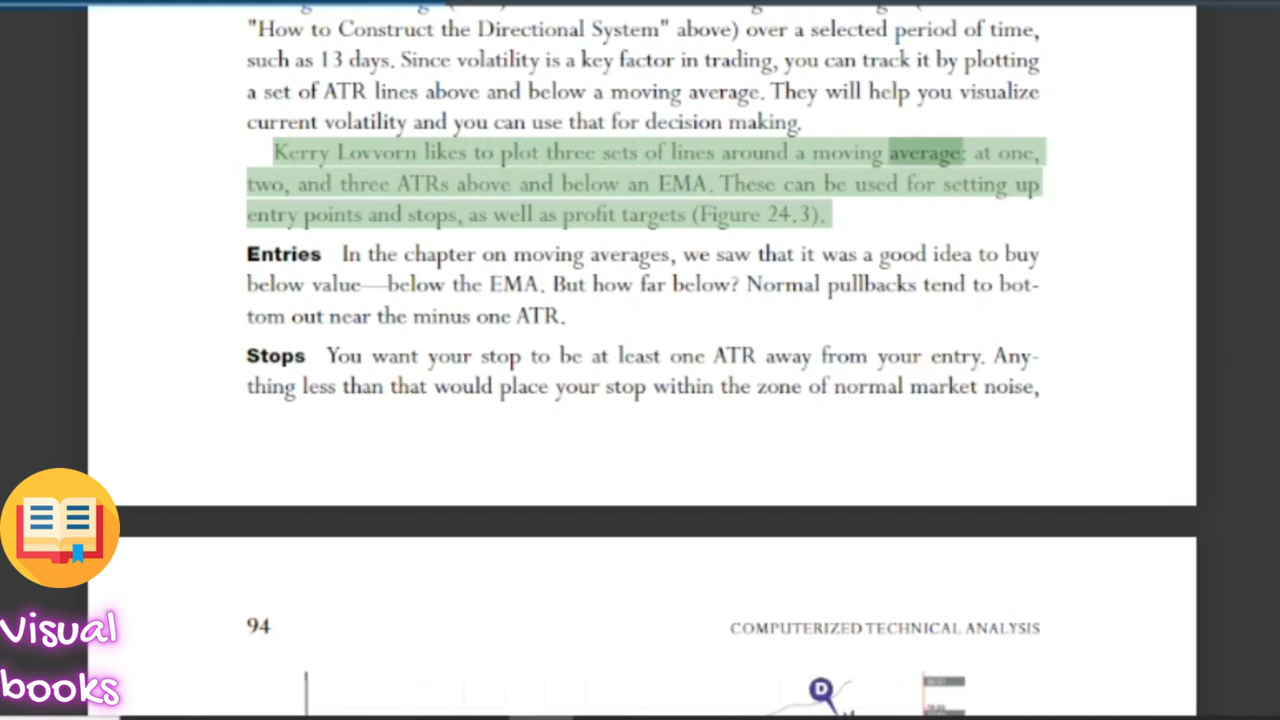 "How to Construct the Directional System" above) over a selected period of time,
such as 13 days. Since volatility is a key factor in trading, you can track it by plotting
a set of ATR lines above and below a moving average. They will help you visualize
current volatility and you can use that for decision making.
Kerry Lovvorn likes to plot three sets of lines around a moving average: at one,
two, and three ATRs above and below an EMA. These can be used for setting up
entry points and stops, as well as profit targets (Figure 24.3).
Entries In the chapter on moving averages, we saw that it was a good idea to buy
below value—below the EMA. But how far below? Normal pullbacks tend to bot-
tom out near the minus one ATR.
Stops You want your stop to be at least one ATR away from your entry. Any-
thing less than that would place your stop within the zone of normal market noise,
Visual
books
94 COMPUTERIZED TECHNICAL ANALYSIS
D